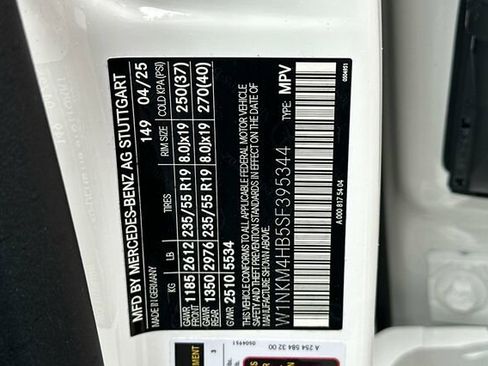 MFD BY MERCEDES-BENZ AG STUTTGART
MADE IN GERMANY 149 04/25
KG LB RIM SIZE COLD KPA (PSI)
GAWR FRONT 1185 2612 235/55 R19 8.0Jx19 250(37)
GAWR REAR 1350 2976 235/55 R19 8.0Jx19 270(40)
GVWR 2510 5534
THIS VEHICLE CONFORMS TO ALL APPLICABLE FEDERAL MOTOR VEHICLE
SAFETY AND THEFT PREVENTION STANDARDS IN EFFECT ON THE DATE OF
MANUFACTURE SHOWN ABOVE.
W1NKM4HB5SF395344 TYPE: MPV
A 000 817 54 04 0504951
A 254 584 32 00
0504951 3